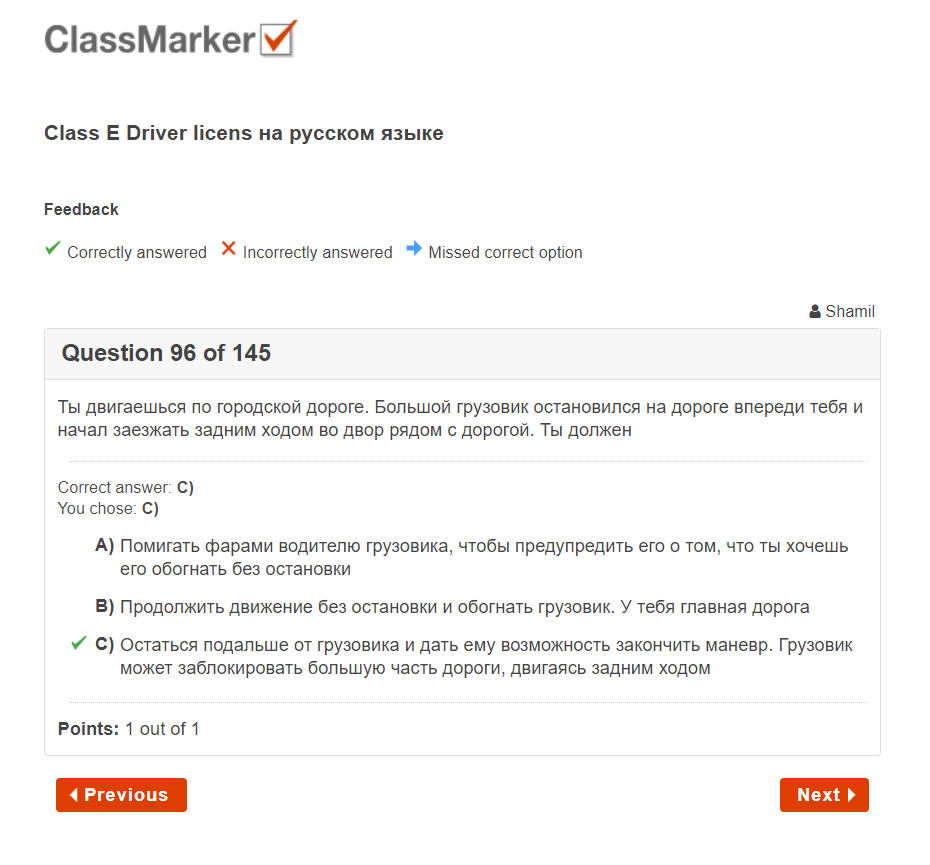 ClassMarker
Class E Driver licens на русском языке
Feedback
Correctly answered Incorrectly answered Missed correct option
Shamil
Question 96 of 145
Ты двигаешься по городской дороге. Большой грузовик остановился на дороге впереди тебя и
начал заезжать задним ходом во двор рядом с дорогой. Ты должен
Correct answer: C)
You chose: C)
A) Помигать фарами водителю грузовика, чтобы предупредить его о том, что ты хочешь
его обогнать без остановки
B) Продолжить движение без остановки и обогнать грузовик. У тебя главная дорога
C) Остаться подальше от грузовика и дать ему возможность закончить маневр. Грузовик
может заблокировать большую часть дороги, двигаясь задним ходом
Points: 1 out of 1
Previous Next